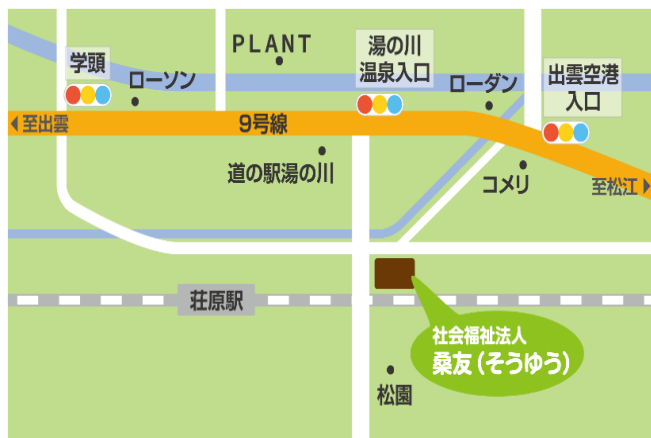 PLANT
湯の川
温泉入口
学頭
ローソン
ローダン
出雲空港
入口
◀至出雲
9号線
道の駅湯の川
コメリ
至松江▶
荘原駅
社会福祉法人
桑友（そうゆう）
松園